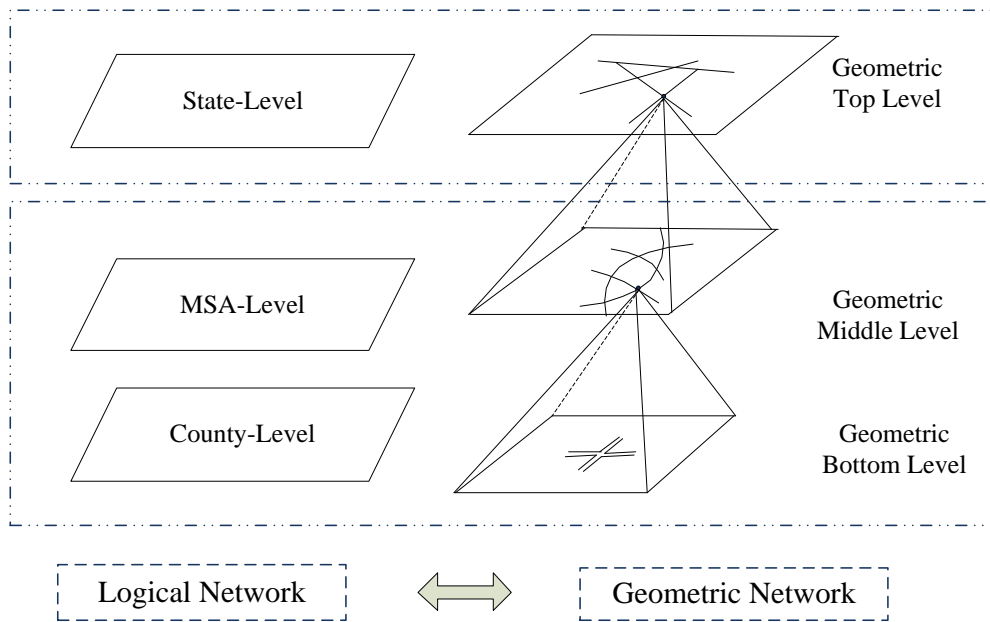 State-Level
Geometric
Top Level
MSA-Level
Geometric
Middle Level
County-Level
Geometric
Bottom Level
Logical Network
Geometric Network